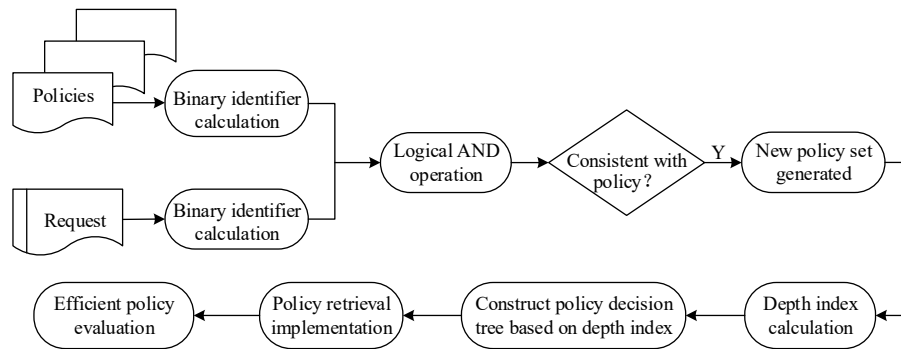 Policies
Binary identifier
calculation
Request
Binary identifier
calculation
Logical AND
operation
Consistent with
policy？
Y
New policy set
generated
Depth index
calculation
Construct policy decision
tree based on depth index
Policy retrieval
implementation
Efficient policy
evaluation